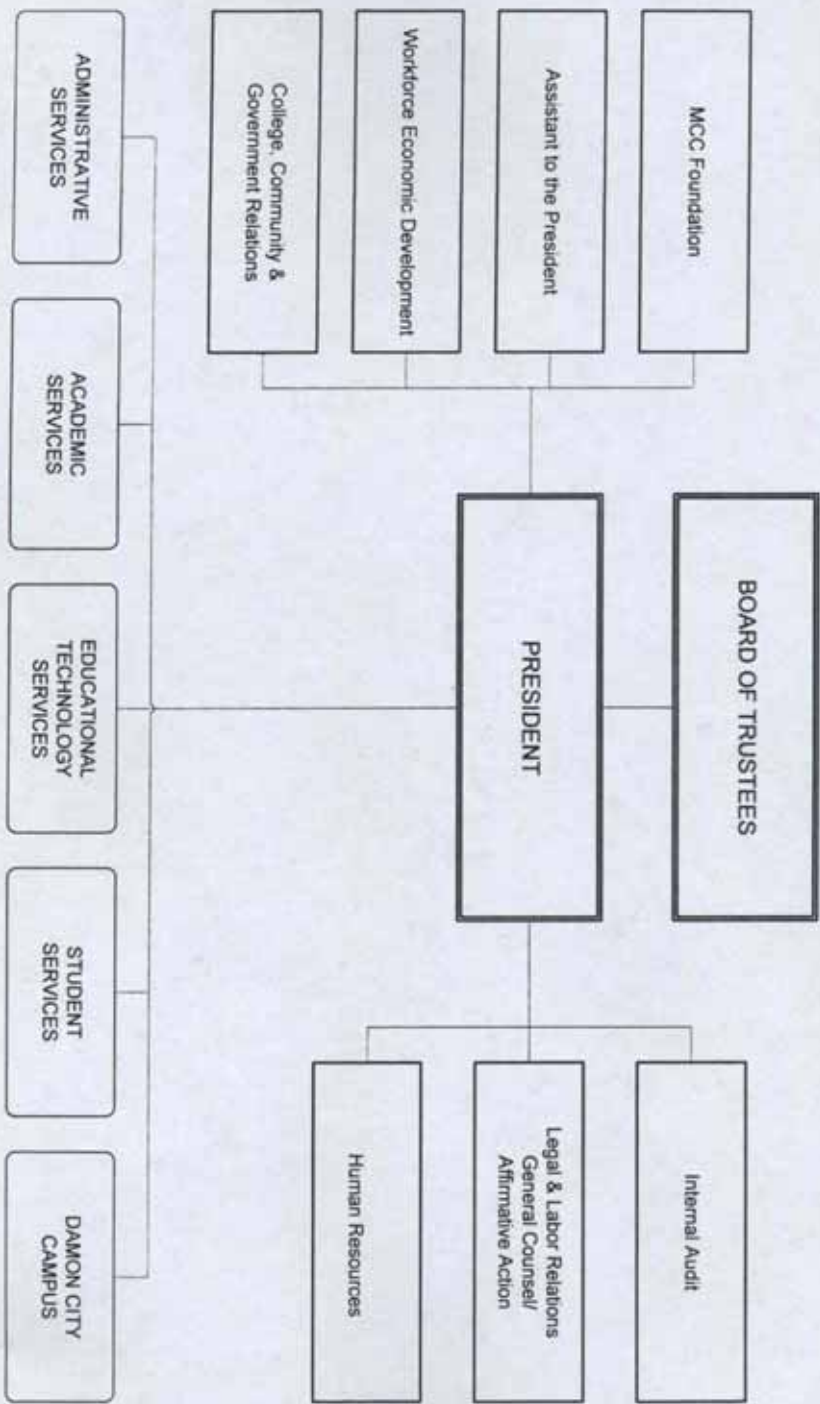 BOARD OF TRUSTEES
PRESIDENT
MCC Foundation
Assistant to the President
Workforce Economic Development
College, Community &
Government Relations
Internal Audit
Legal & Labor Relations
General Counsel/
Affirmative Action
Human Resources
ADMINISTRATIVE
SERVICES
ACADEMIC
SERVICES
EDUCATIONAL
TECHNOLOGY
SERVICES
STUDENT
SERVICES
DAMON CITY
CAMPUS